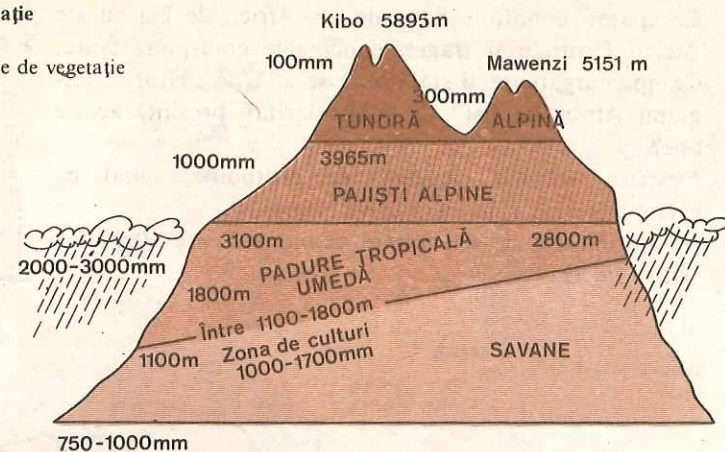 ație
e de vegetație
Kibo 5895m
100mm
Mawenzi 5151 m
300mm
TUNDRĂ ALPINĂ
1000mm
3965m
PAJIȘTI ALPINE
3100m
2800m
2000-3000mm
PADURE TROPICALĂ
UMEDĂ
1800m
între 1100-1800m
1100m
Zona de culturi
1000-1700mm
SAVANE
750-1000mm